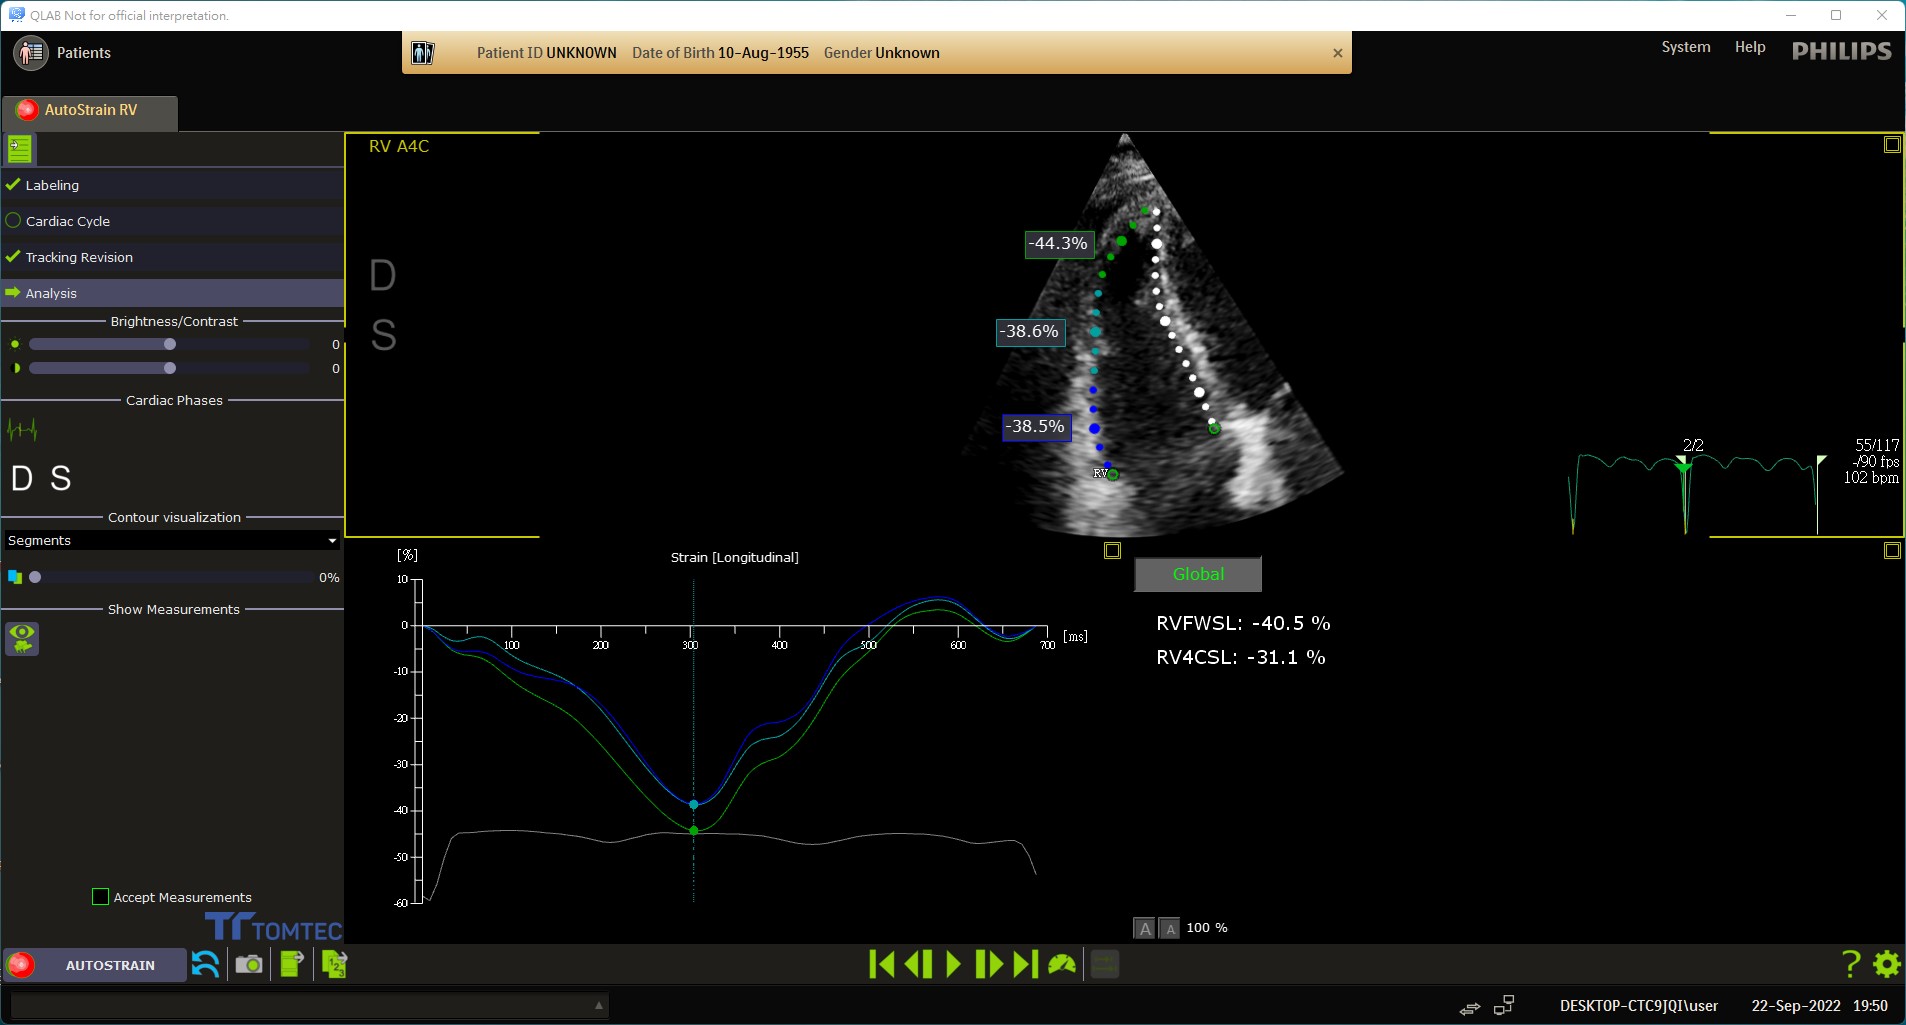 QLAB Not for official interpretation.
Patients
Patient ID UNKNOWN Date of Birth 10-Aug-1955 Gender Unknown
System Help PHILIPS
AutoStrain RV
Labeling
Cardiac Cycle
Tracking Revision
Analysis
Brightness/Contrast
0
0
Cardiac Phases
D S
Contour visualization
Segments
0%
Show Measurements
Accept Measurements
TOMTEC
RV A4C
D
S
-44.3%
-38.6%
-38.5%
RV
2/2
55/117
-/90 fps
102 bpm
[%]
Strain [Longitudinal]
10
0
-10
-20
-30
-40
-50
-60
100 200 300 400 500 600 700 [ms]
Global
RVFWSL: -40.5 %
RV4CSL: -31.1 %
A A 100 %
AUTOSTRAIN
123
?
DESKTOP-CTC9JQI\user 22-Sep-2022 19:50